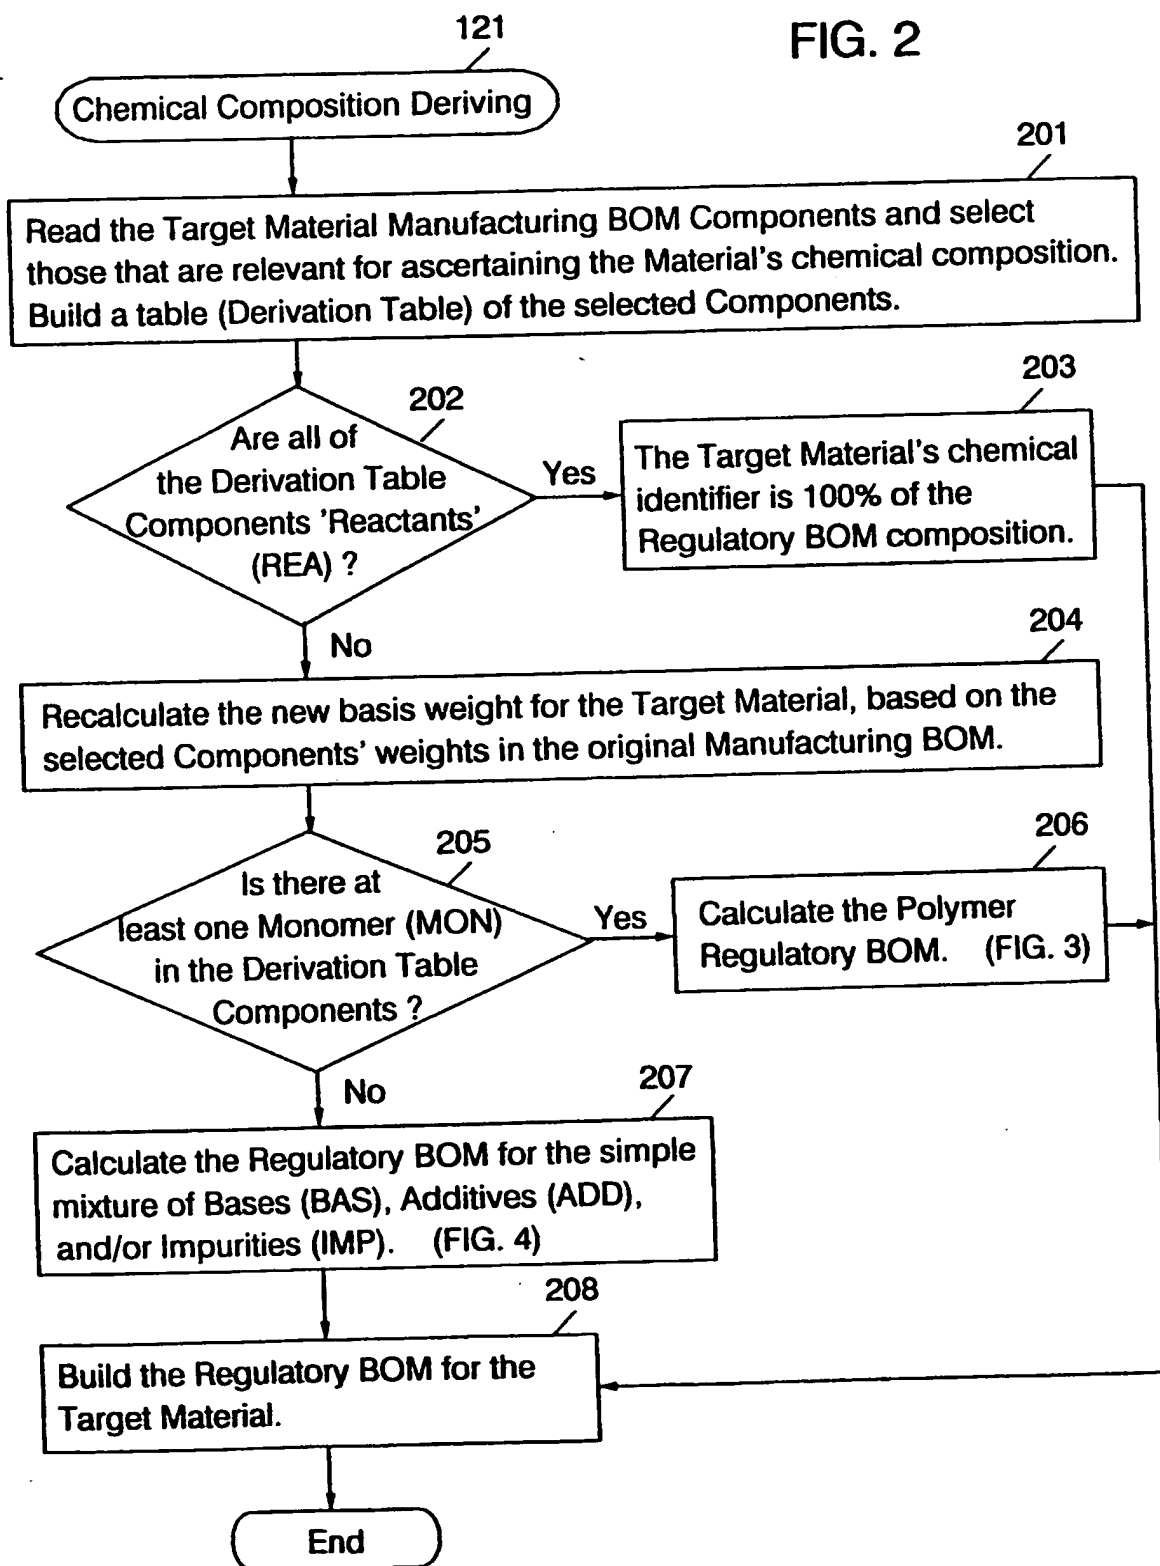 121
FIG. 2
Chemical Composition Deriving
201
Read the Target Material Manufacturing BOM Components and select
those that are relevant for ascertaining the Material's chemical composition.
Build a table (Derivation Table) of the selected Components.
202
Are all of
the Derivation Table
Components 'Reactants'
(REA) ?
Yes
203
The Target Material's chemical
identifier is 100% of the
Regulatory BOM composition.
No
204
Recalculate the new basis weight for the Target Material, based on the
selected Components' weights in the original Manufacturing BOM.
205
Is there at
least one Monomer (MON)
in the Derivation Table
Components ?
Yes
206
Calculate the Polymer
Regulatory BOM. (FIG. 3)
No
207
Calculate the Regulatory BOM for the simple
mixture of Bases (BAS), Additives (ADD),
and/or Impurities (IMP). (FIG. 4)
208
Build the Regulatory BOM for the
Target Material.
End